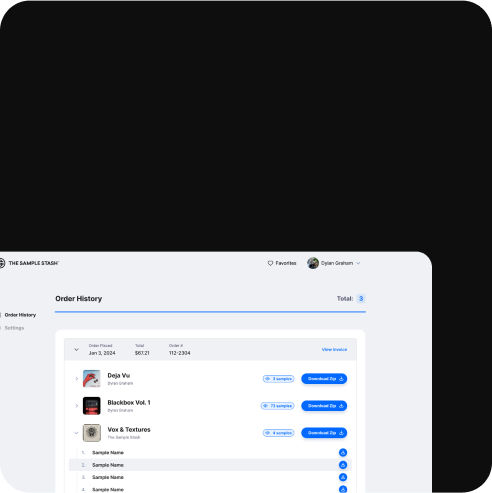 THE SAMPLE STASH
Favorites
Dylan Graham
Order History
Settings
Order History
Total: 3
Order Placed
Total
Order #
Jan 3, 2024
$67.21
112-2304
View Invoice
Deja Vu
Dylan Graham
3 samples
Download Zip
Blackbox Vol. 1
Dylan Graham
73 samples
Download Zip
Vox & Textures
The Sample Stash
4 samples
Download Zip
1. Sample Name
2. Sample Name
3. Sample Name
4. Sample Name